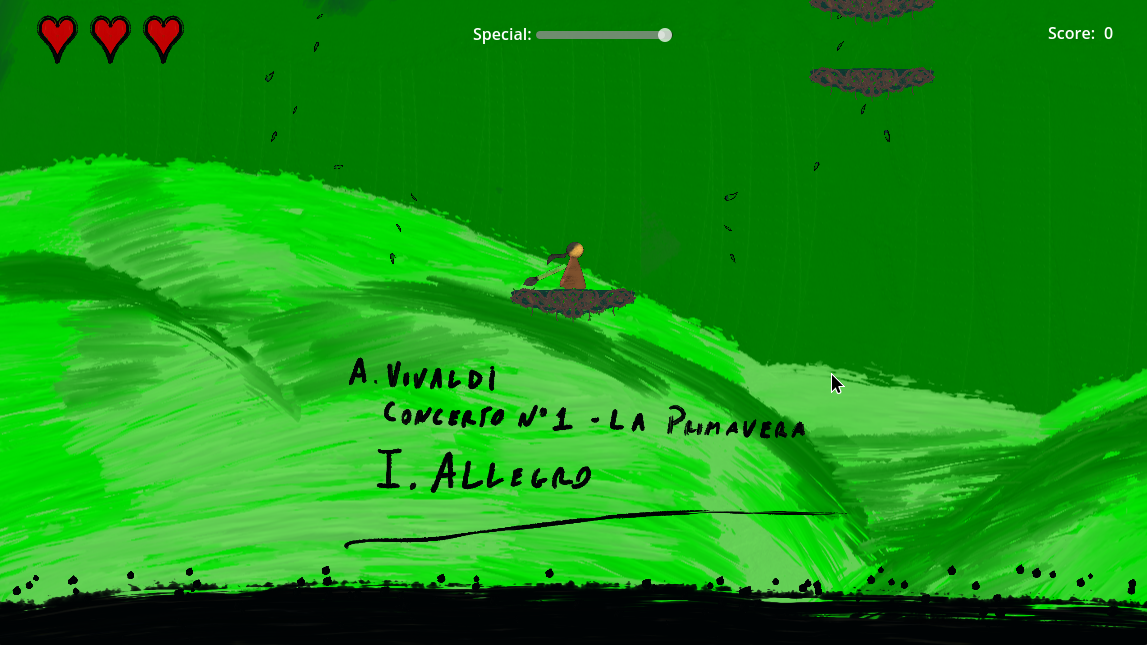 Special: Score: 0
A. VIVALDI
CONCERTO N°1 - LA PRIMAVERA
I. ALLEGRO